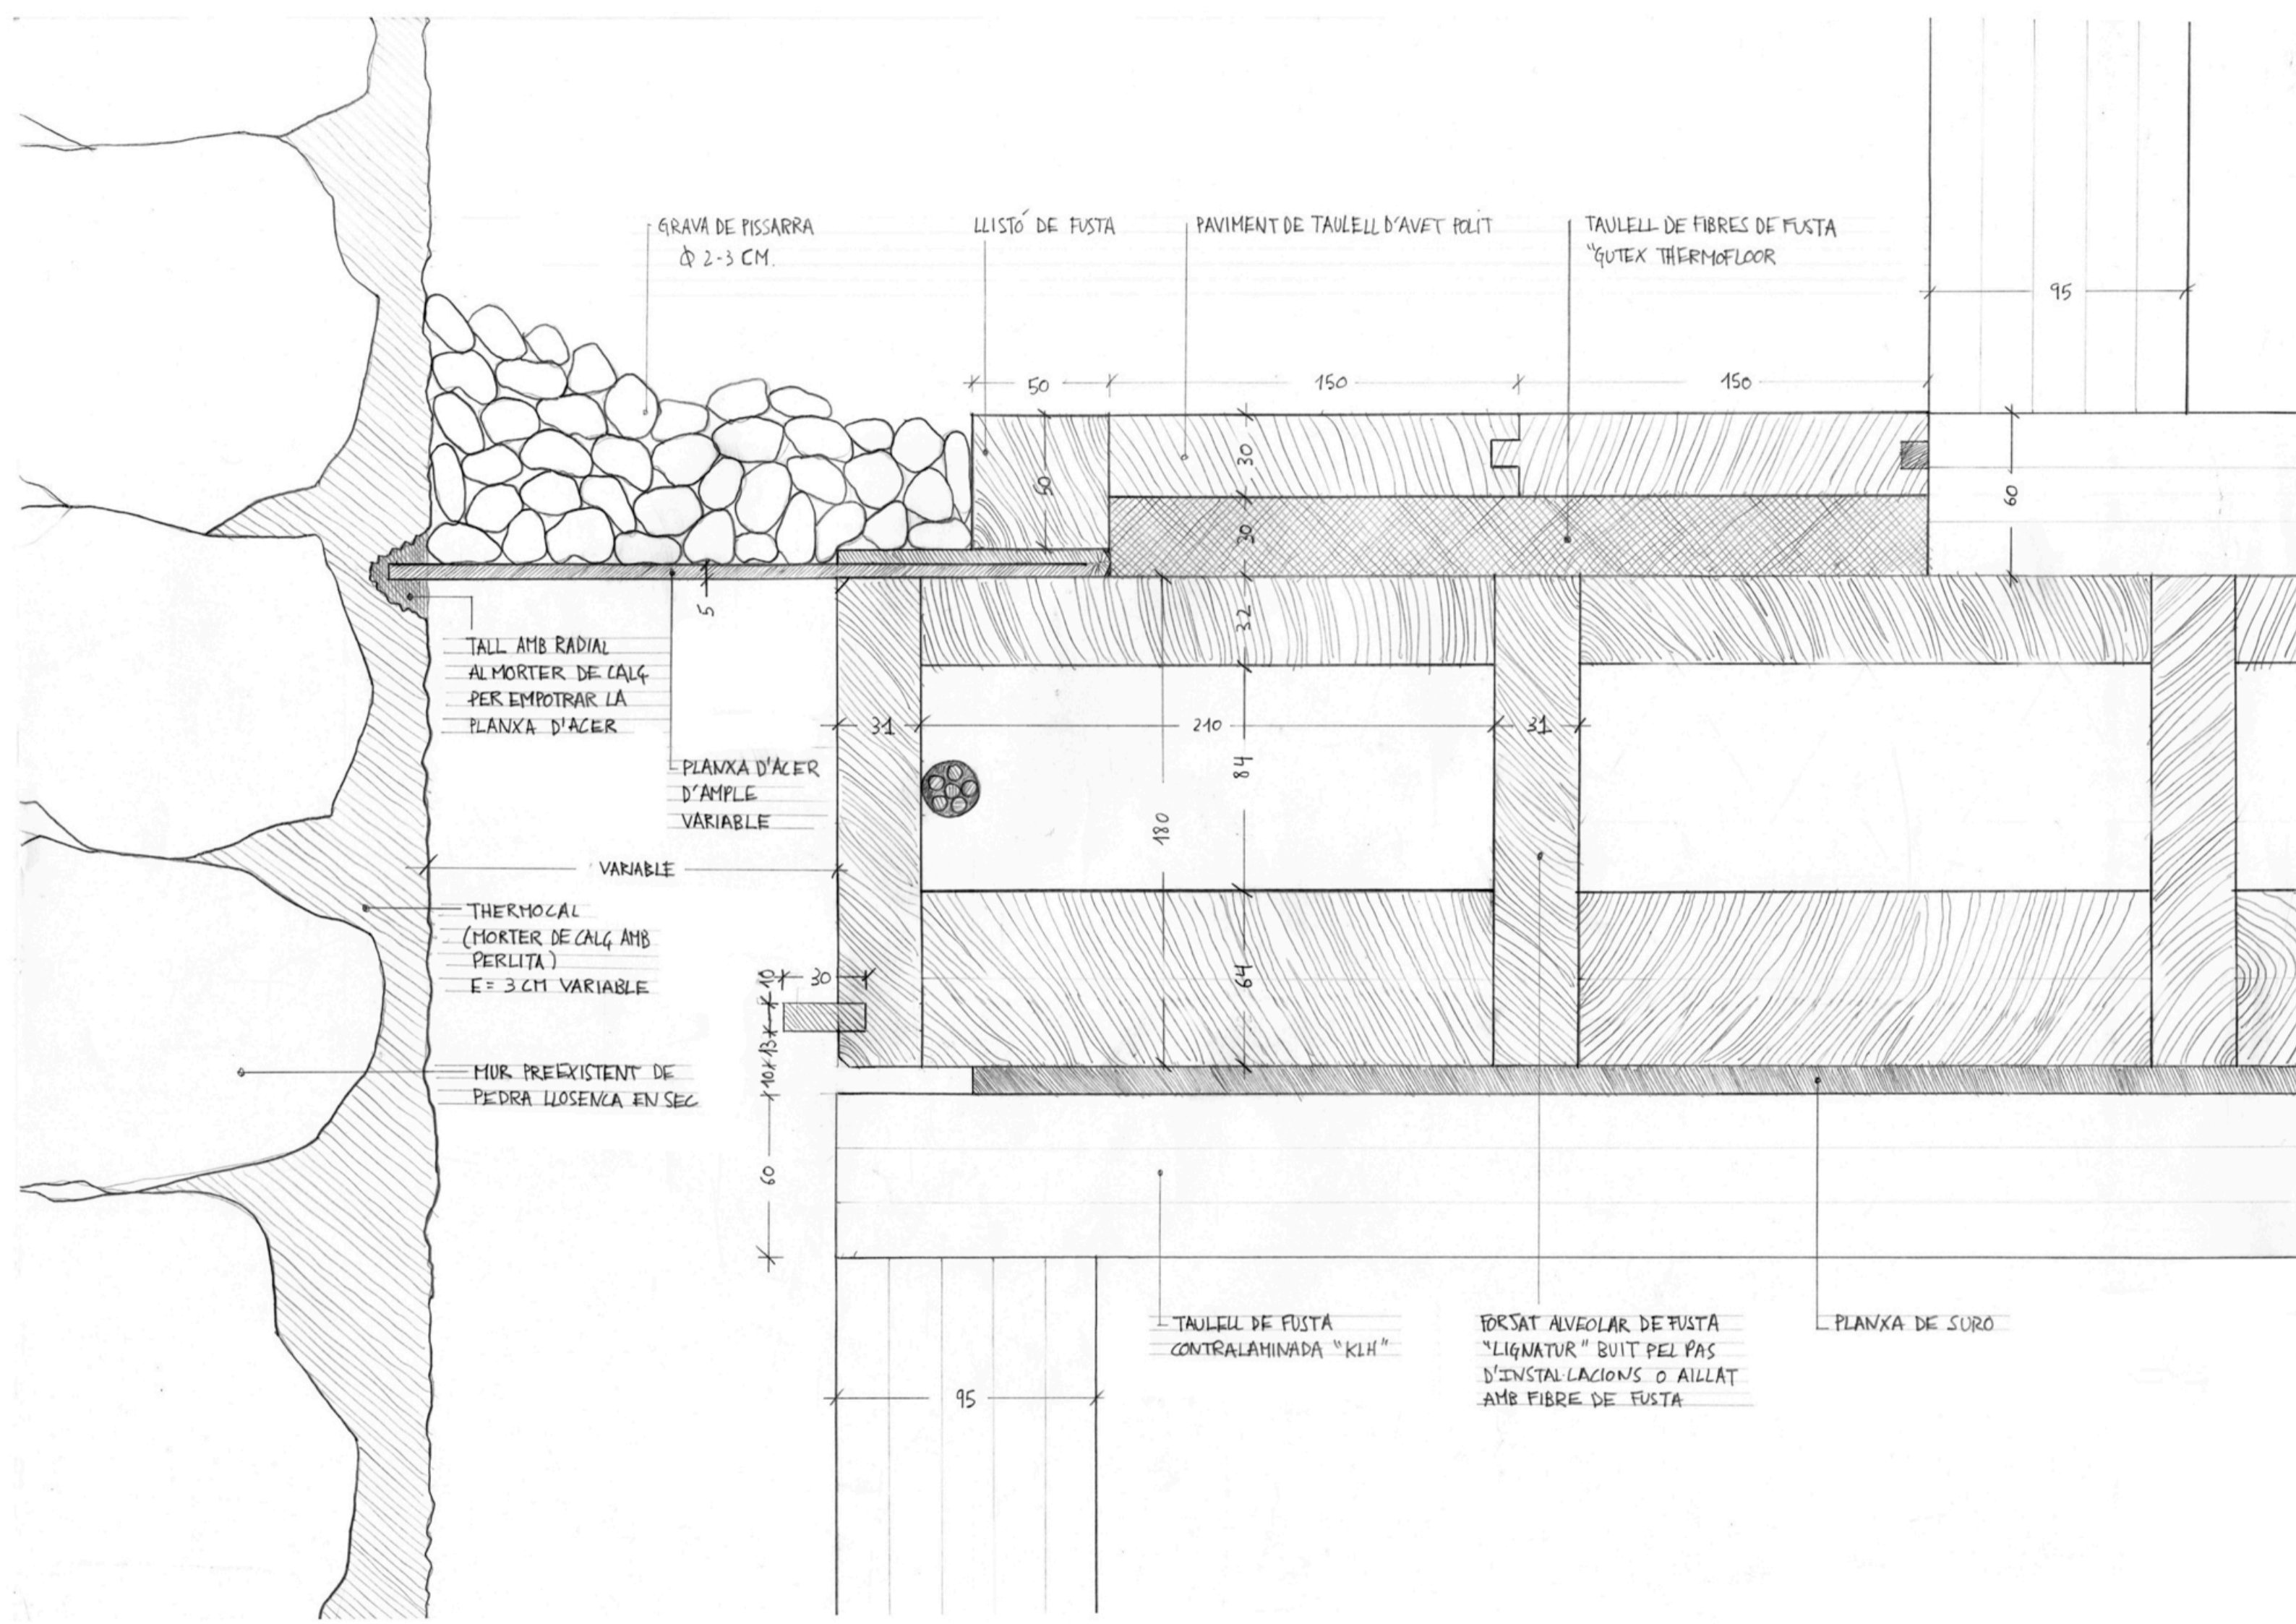 GRAVA DE PISSARRA
Φ 2-3 CM.
LLISTÓ DE FUSTA
PAVIMENT DE TAULELL D'AVET POLIT
TAULELL DE FIBRES DE FUSTA
"GUTEX THERMOFLOOR
95
50
150
150
50
30
30
60
5
32
TALL AMB RADIAL
AL MORTER DE CALÇ
PER EMPOTRAR LA
PLANXA D'ACER
31
210
31
84
180
PLANXA D'ACER
D'AMPLE
VARIABLE
VARIABLE
THERMOCAL
(MORTER DE CALÇ AMB
PERLITA)
E= 3 CM VARIABLE
30
10
13
10
64
MUR PREEXISTENT DE
PEDRA LLOSENCA EN SEC
60
TAULELL DE FUSTA
CONTRALAMINADA "KLH"
FORJAT ALVEOLAR DE FUSTA
"LIGNATUR" BUIT PEL PAS
D'INSTAL·LACIONS O AILLAT
AMB FIBRE DE FUSTA
PLANXA DE SURO
95